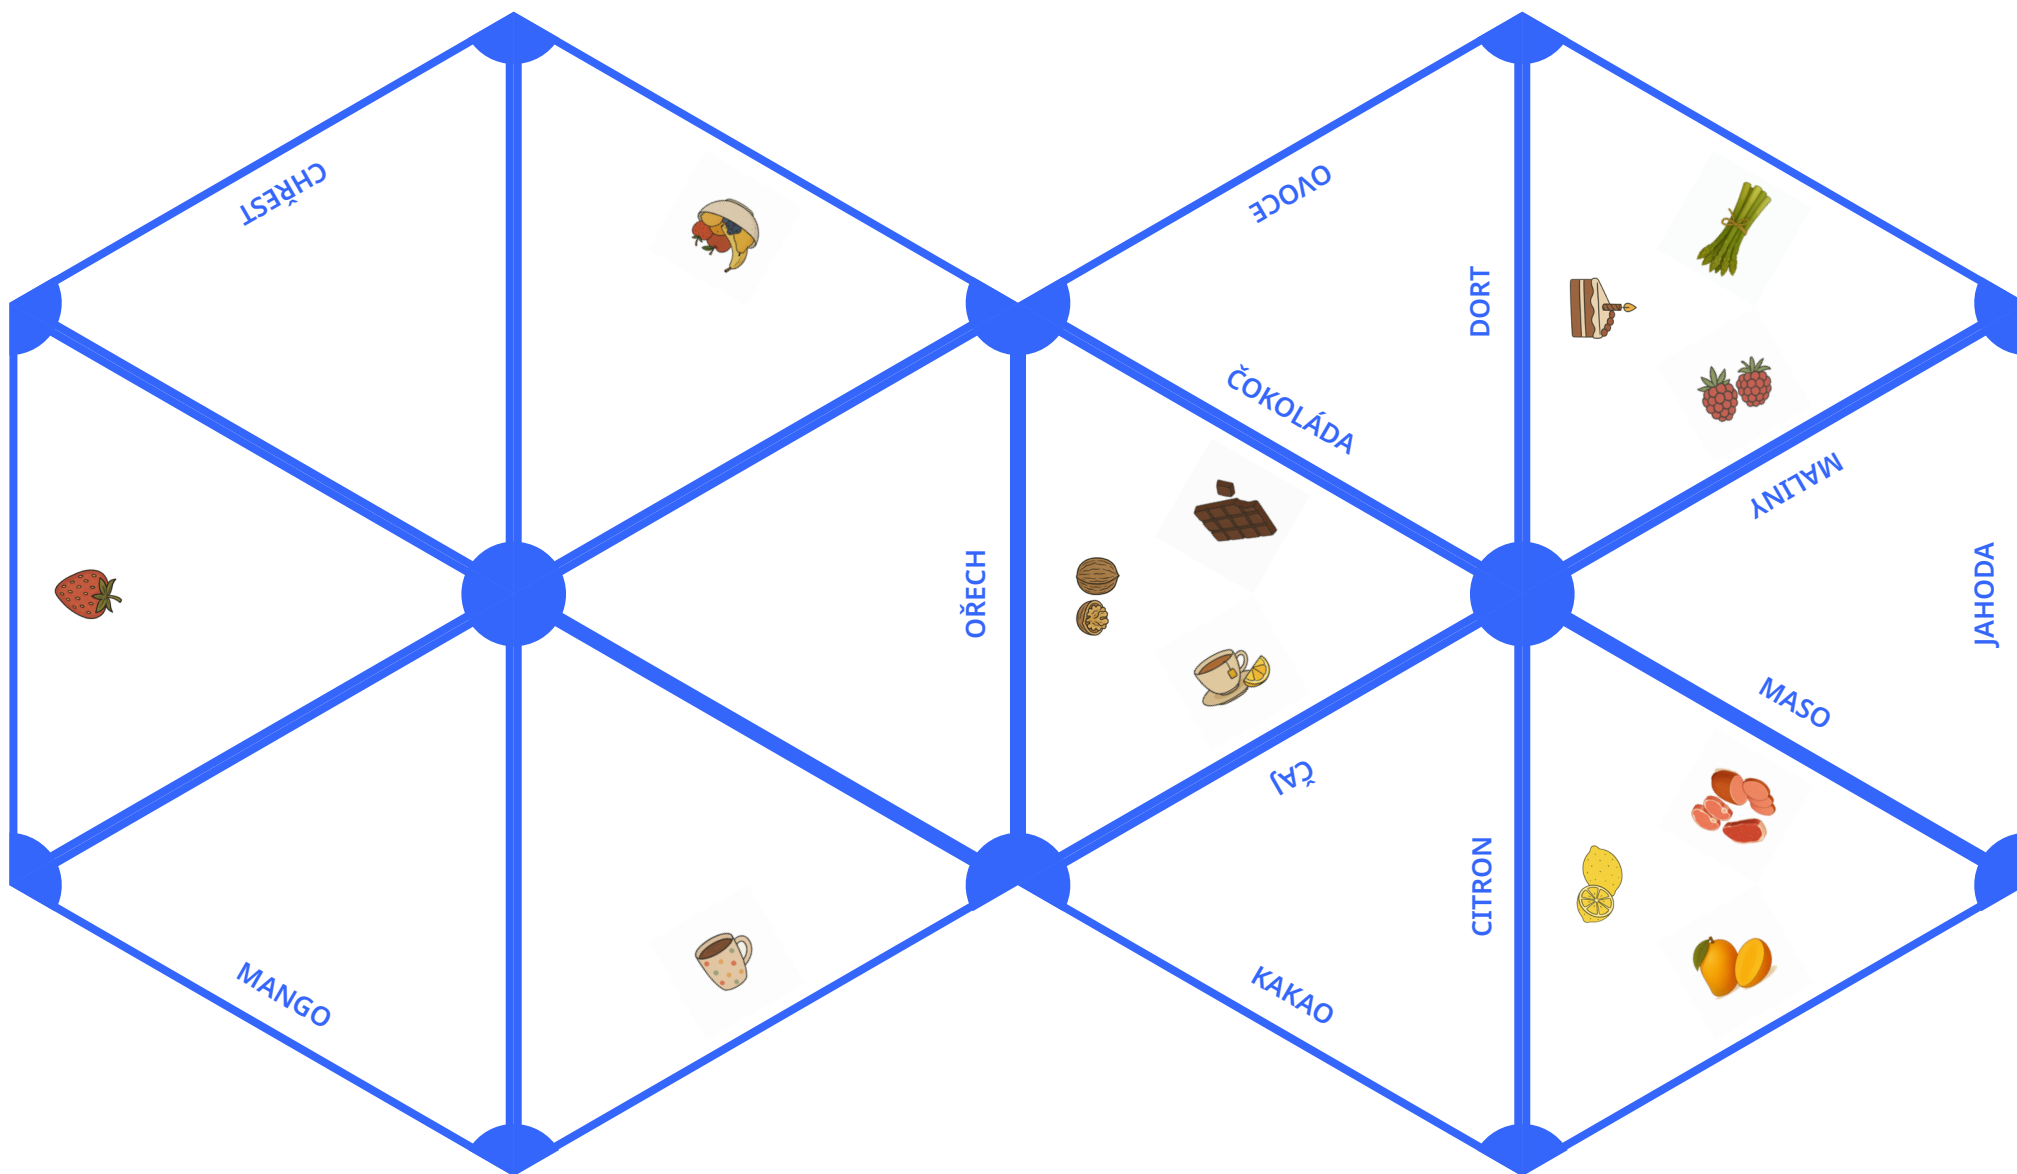 CHŘEST
OVOCE
DORT
ČOKOLÁDA
MALINY
OŘECH
JAHODA
MASO
ČAJ
CITRON
MANGO
KAKAO